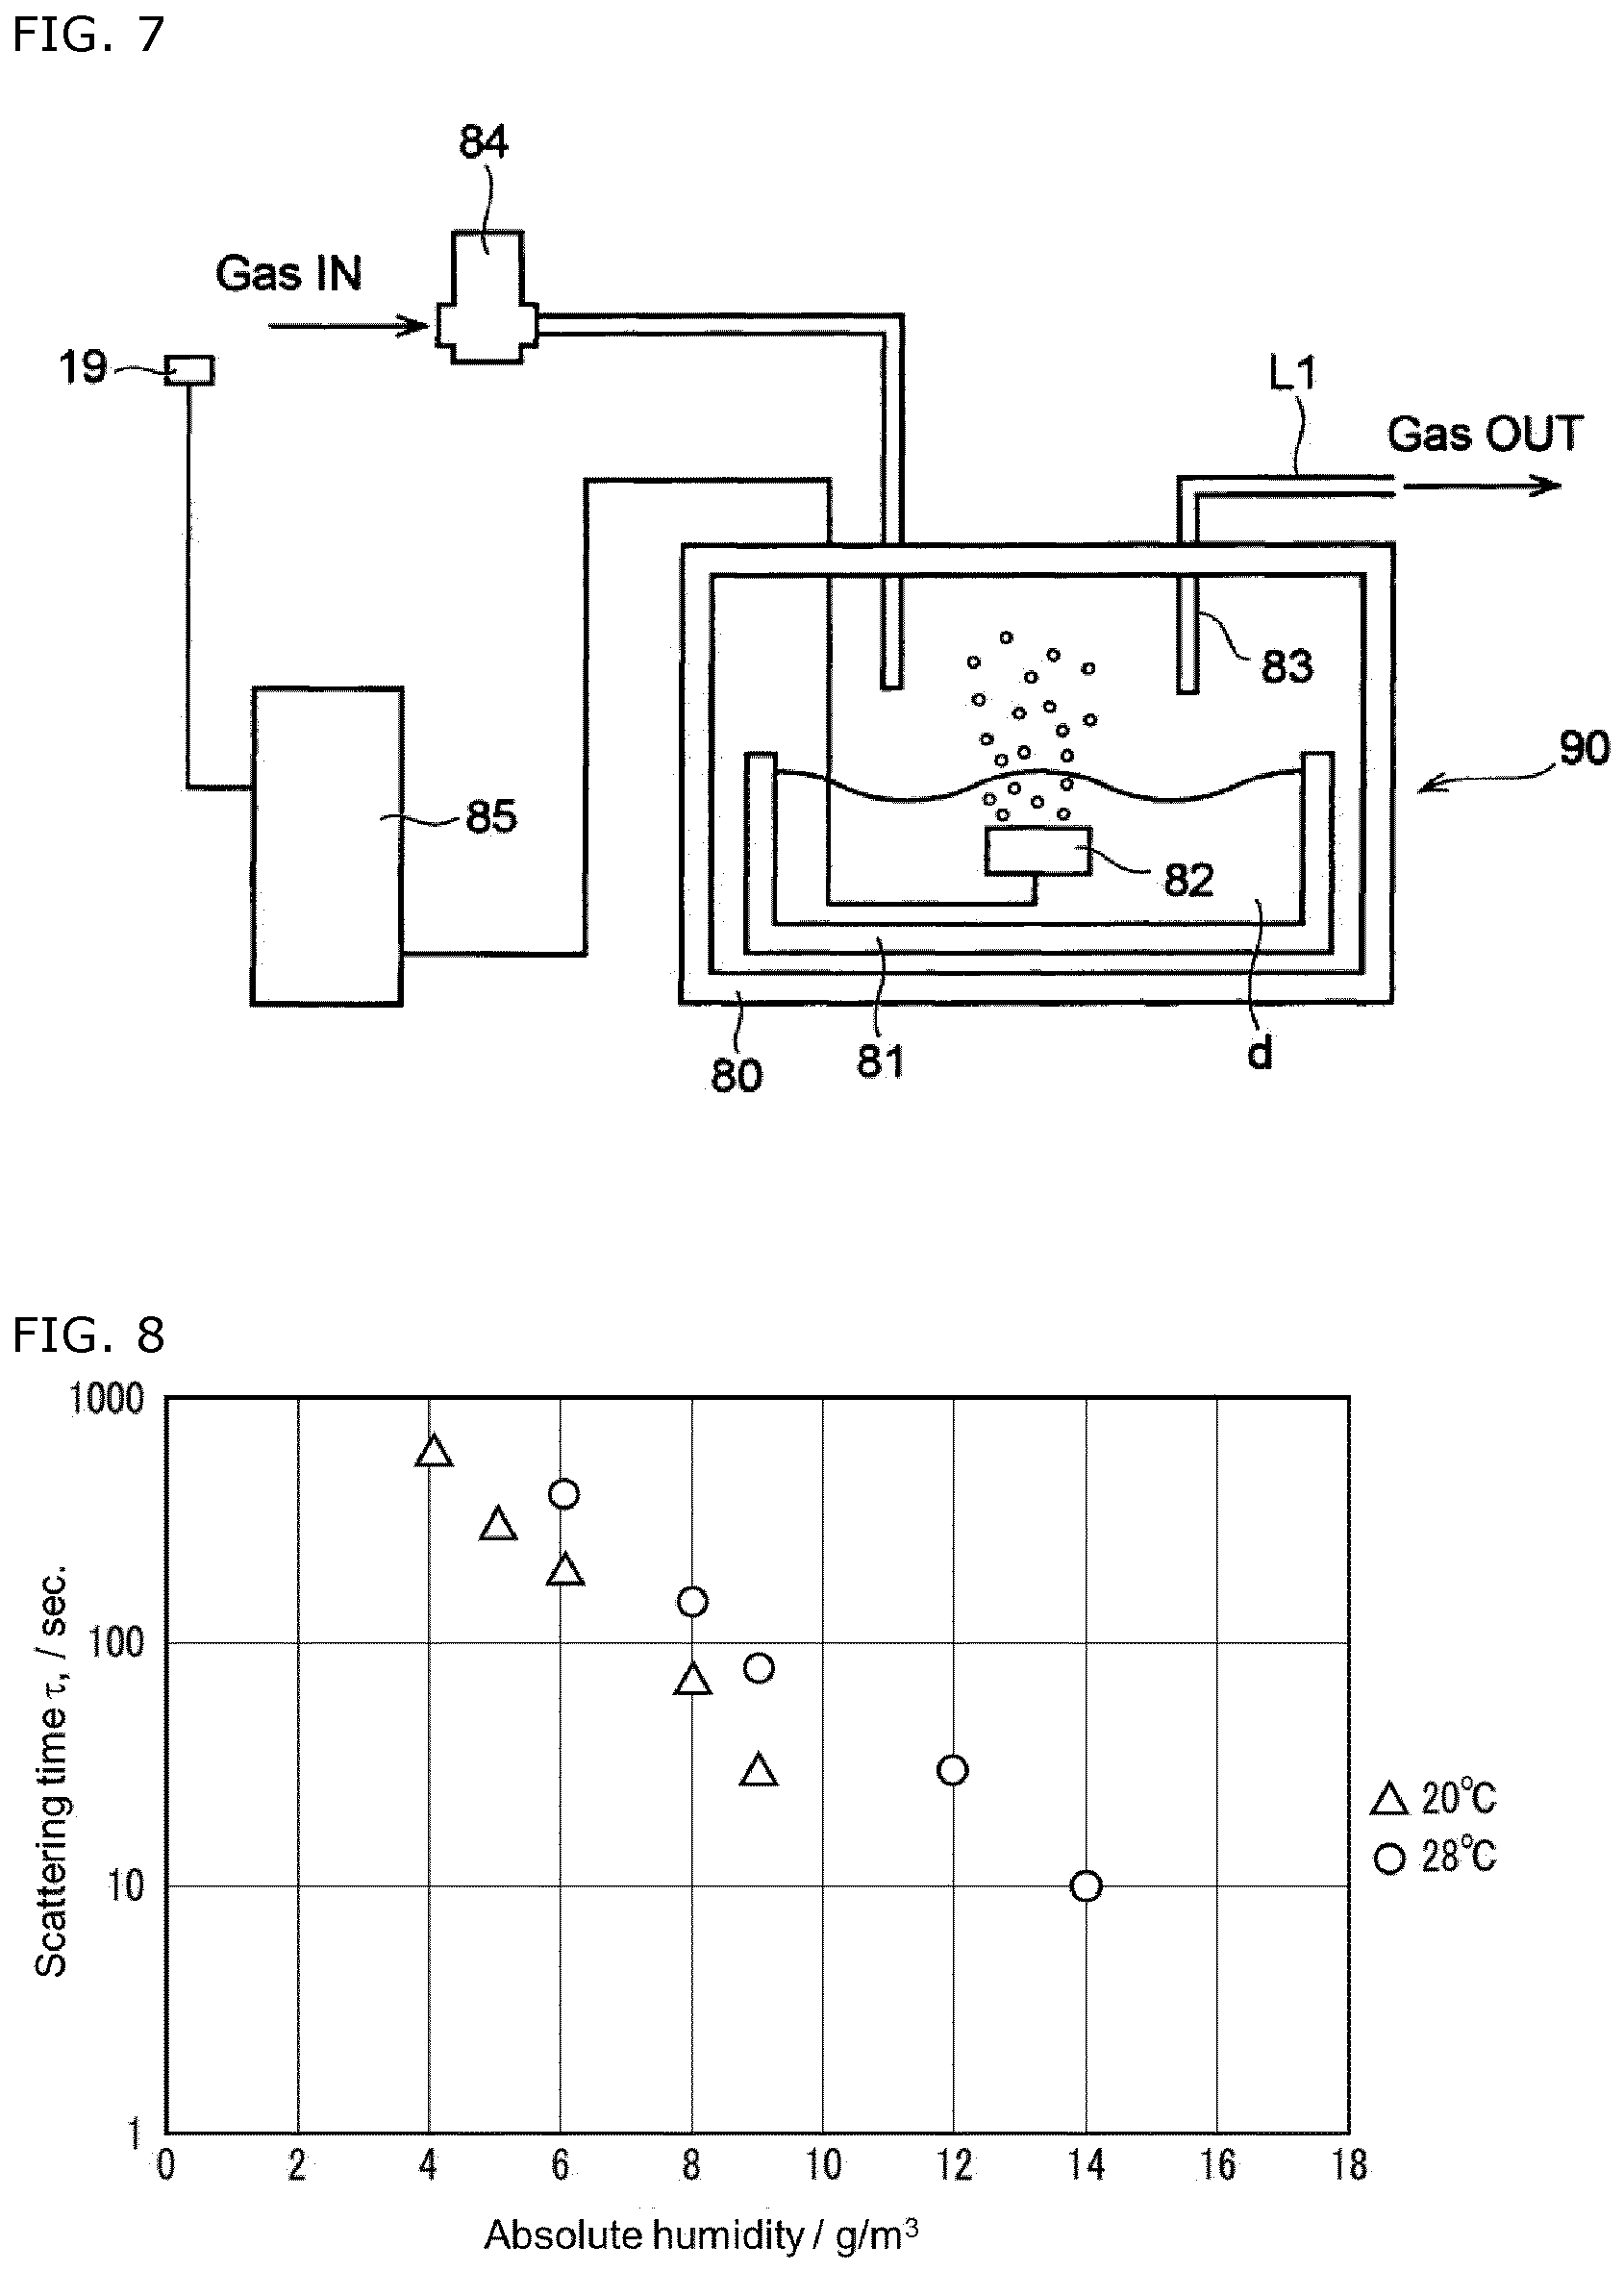 FIG. 7
84
Gas IN
19
L1
Gas OUT
83
90
85
82
81
80
d
FIG. 8
1000
100
10
1
Scattering time τ, / sec.
0 2 4 6 8 10 12 14 16 18
Absolute humidity / g/m³
△ 20°C
○ 28°C